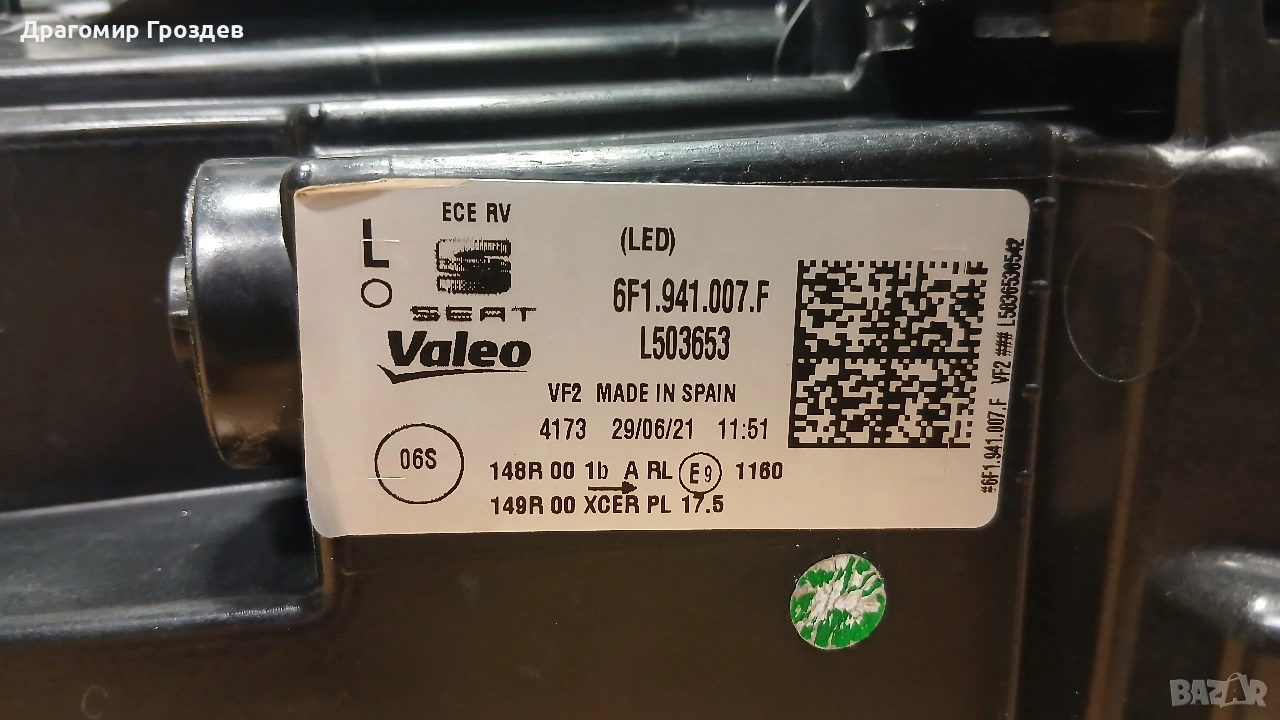 Драгомир Гроздев
L
O
ECE RV
SEAT
Valeo
(LED)
6F1.941.007.F
L503653
VF2 MADE IN SPAIN
4173 29/06/21 11:51
06S
148R 00 1b A RL E9 1160
149R 00 XCER PL 17.5
#6F1.941.007.F VF2 ### L5036530542
C
BAZAR